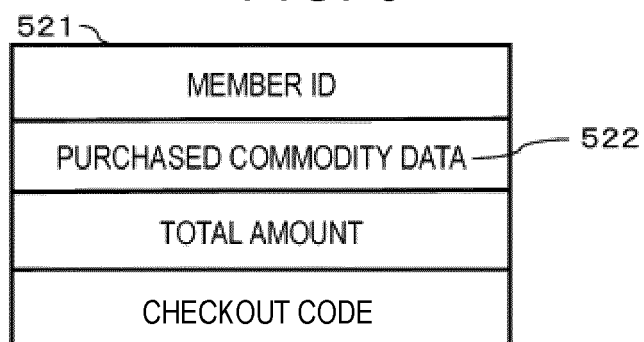 521
MEMBER ID
PURCHASED COMMODITY DATA
522
TOTAL AMOUNT
CHECKOUT CODE